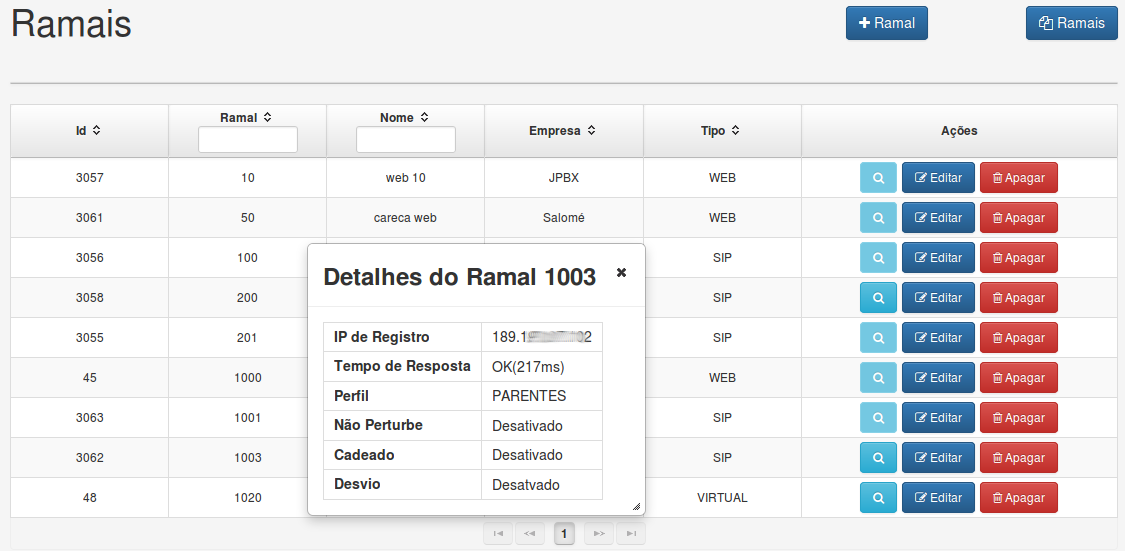 Ramais
Ramal
Ramais
Id Ramal Nome Empresa Tipo Ações
3057 10 web 10 JPBX WEB Editar Apagar
3061 50 careca web Salomé WEB Editar Apagar
3056 100 SIP Editar Apagar
3058 200 SIP Editar Apagar
3055 201 SIP Editar Apagar
45 1000 WEB Editar Apagar
3063 1001 SIP Editar Apagar
3062 1003 SIP Editar Apagar
48 1020 VIRTUAL Editar Apagar
Detalhes do Ramal 1003
IP de Registro 189.1
Tempo de Resposta OK(217ms)
Perfil PARENTES
Não Perturbe Desativado
Cadeado Desativado
Desvio Desatvado
1